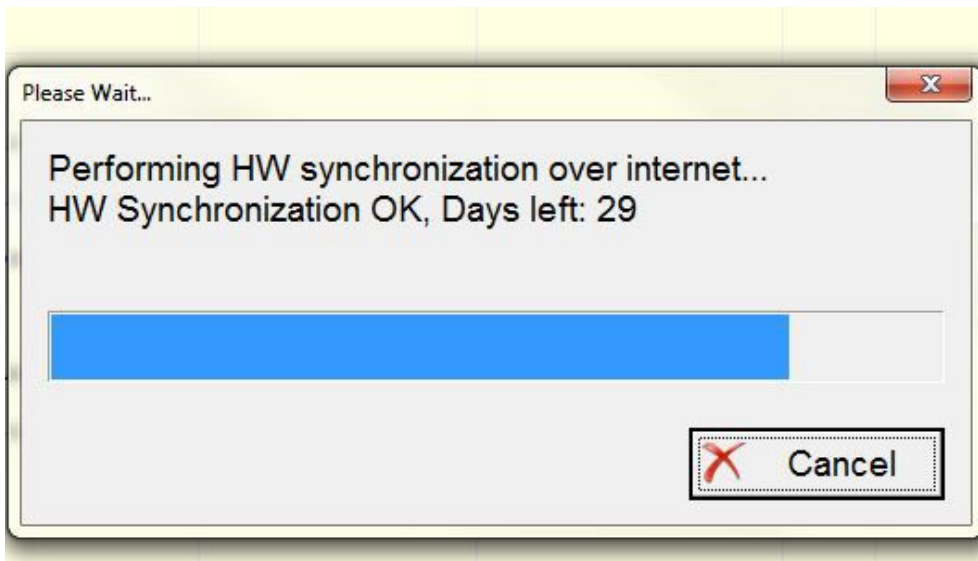 Please Wait...
Performing HW synchronization over internet...
HW Synchronization OK, Days left: 29
Cancel